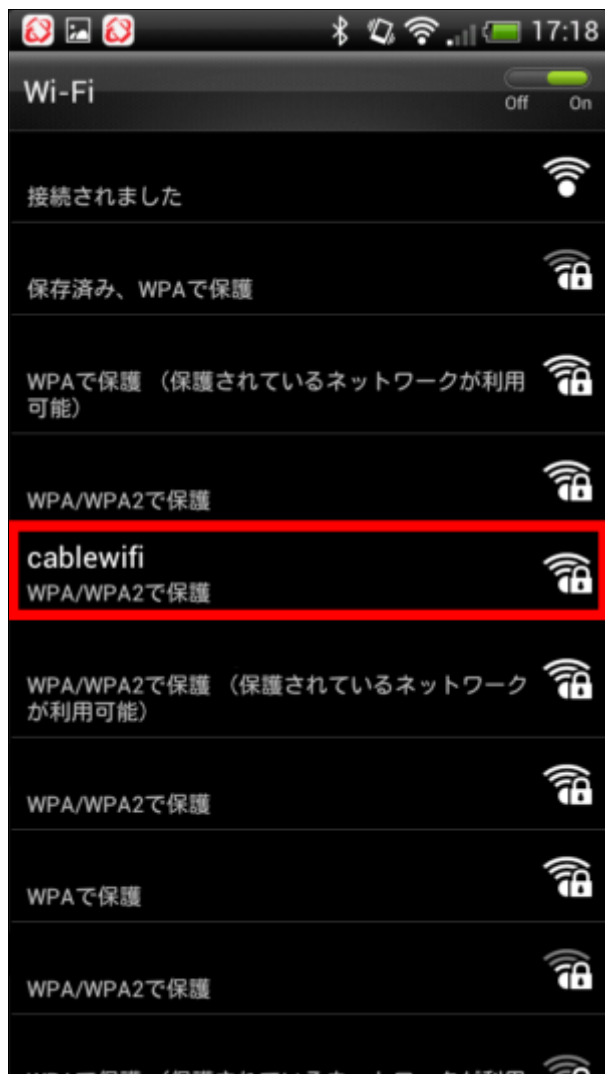 17:18
Wi-Fi
Off On
接続されました
保存済み、WPAで保護
WPAで保護 （保護されているネットワークが利用
可能）
WPA/WPA2で保護
cablewifi
WPA/WPA2で保護
WPA/WPA2で保護 （保護されているネットワーク
が利用可能）
WPA/WPA2で保護
WPAで保護
WPA/WPA2で保護